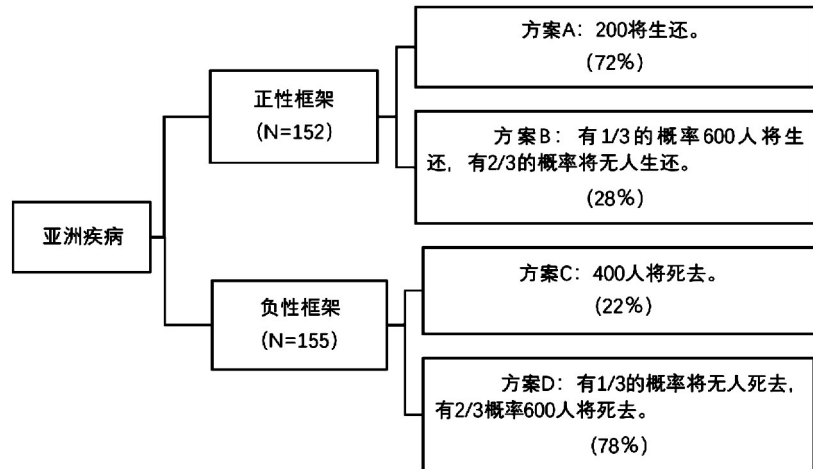 亚洲疾病
正性框架
(N=152)
方案A：200将生还。
(72%)
方案B：有1/3的概率600人将生
还，有2/3的概率将无人生还。
(28%)
负性框架
(N=155)
方案C：400人将死去。
(22%)
方案D：有1/3的概率将无人死去，
有2/3概率600人将死去。
(78%)